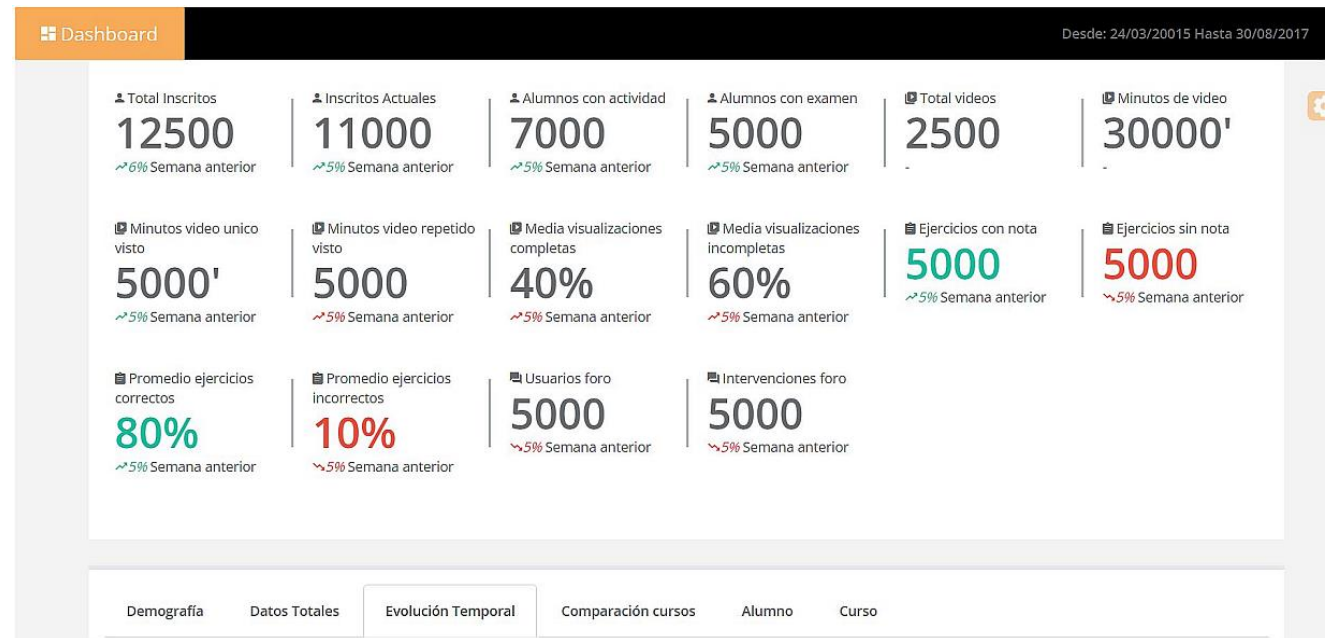 Dashboard
Desde: 24/03/20015 Hasta 30/08/2017
Total Inscritos
12500
6% Semana anterior
Inscritos Actuales
11000
5% Semana anterior
Alumnos con actividad
7000
5% Semana anterior
Alumnos con examen
5000
5% Semana anterior
Total videos
2500
-
Minutos de video
30000'
-
Minutos video unico
visto
5000'
5% Semana anterior
Minutos video repetido
visto
5000
5% Semana anterior
Media visualizaciones
completas
40%
5% Semana anterior
Media visualizaciones
incompletas
60%
5% Semana anterior
Ejercicios con nota
5000
5% Semana anterior
Ejercicios sin nota
5000
5% Semana anterior
Promedio ejercicios
correctos
80%
5% Semana anterior
Promedio ejercicios
incorrectos
10%
5% Semana anterior
Usuarios foro
5000
5% Semana anterior
Intervenciones foro
5000
5% Semana anterior
Demografía
Datos Totales
Evolución Temporal
Comparación cursos
Alumno
Curso